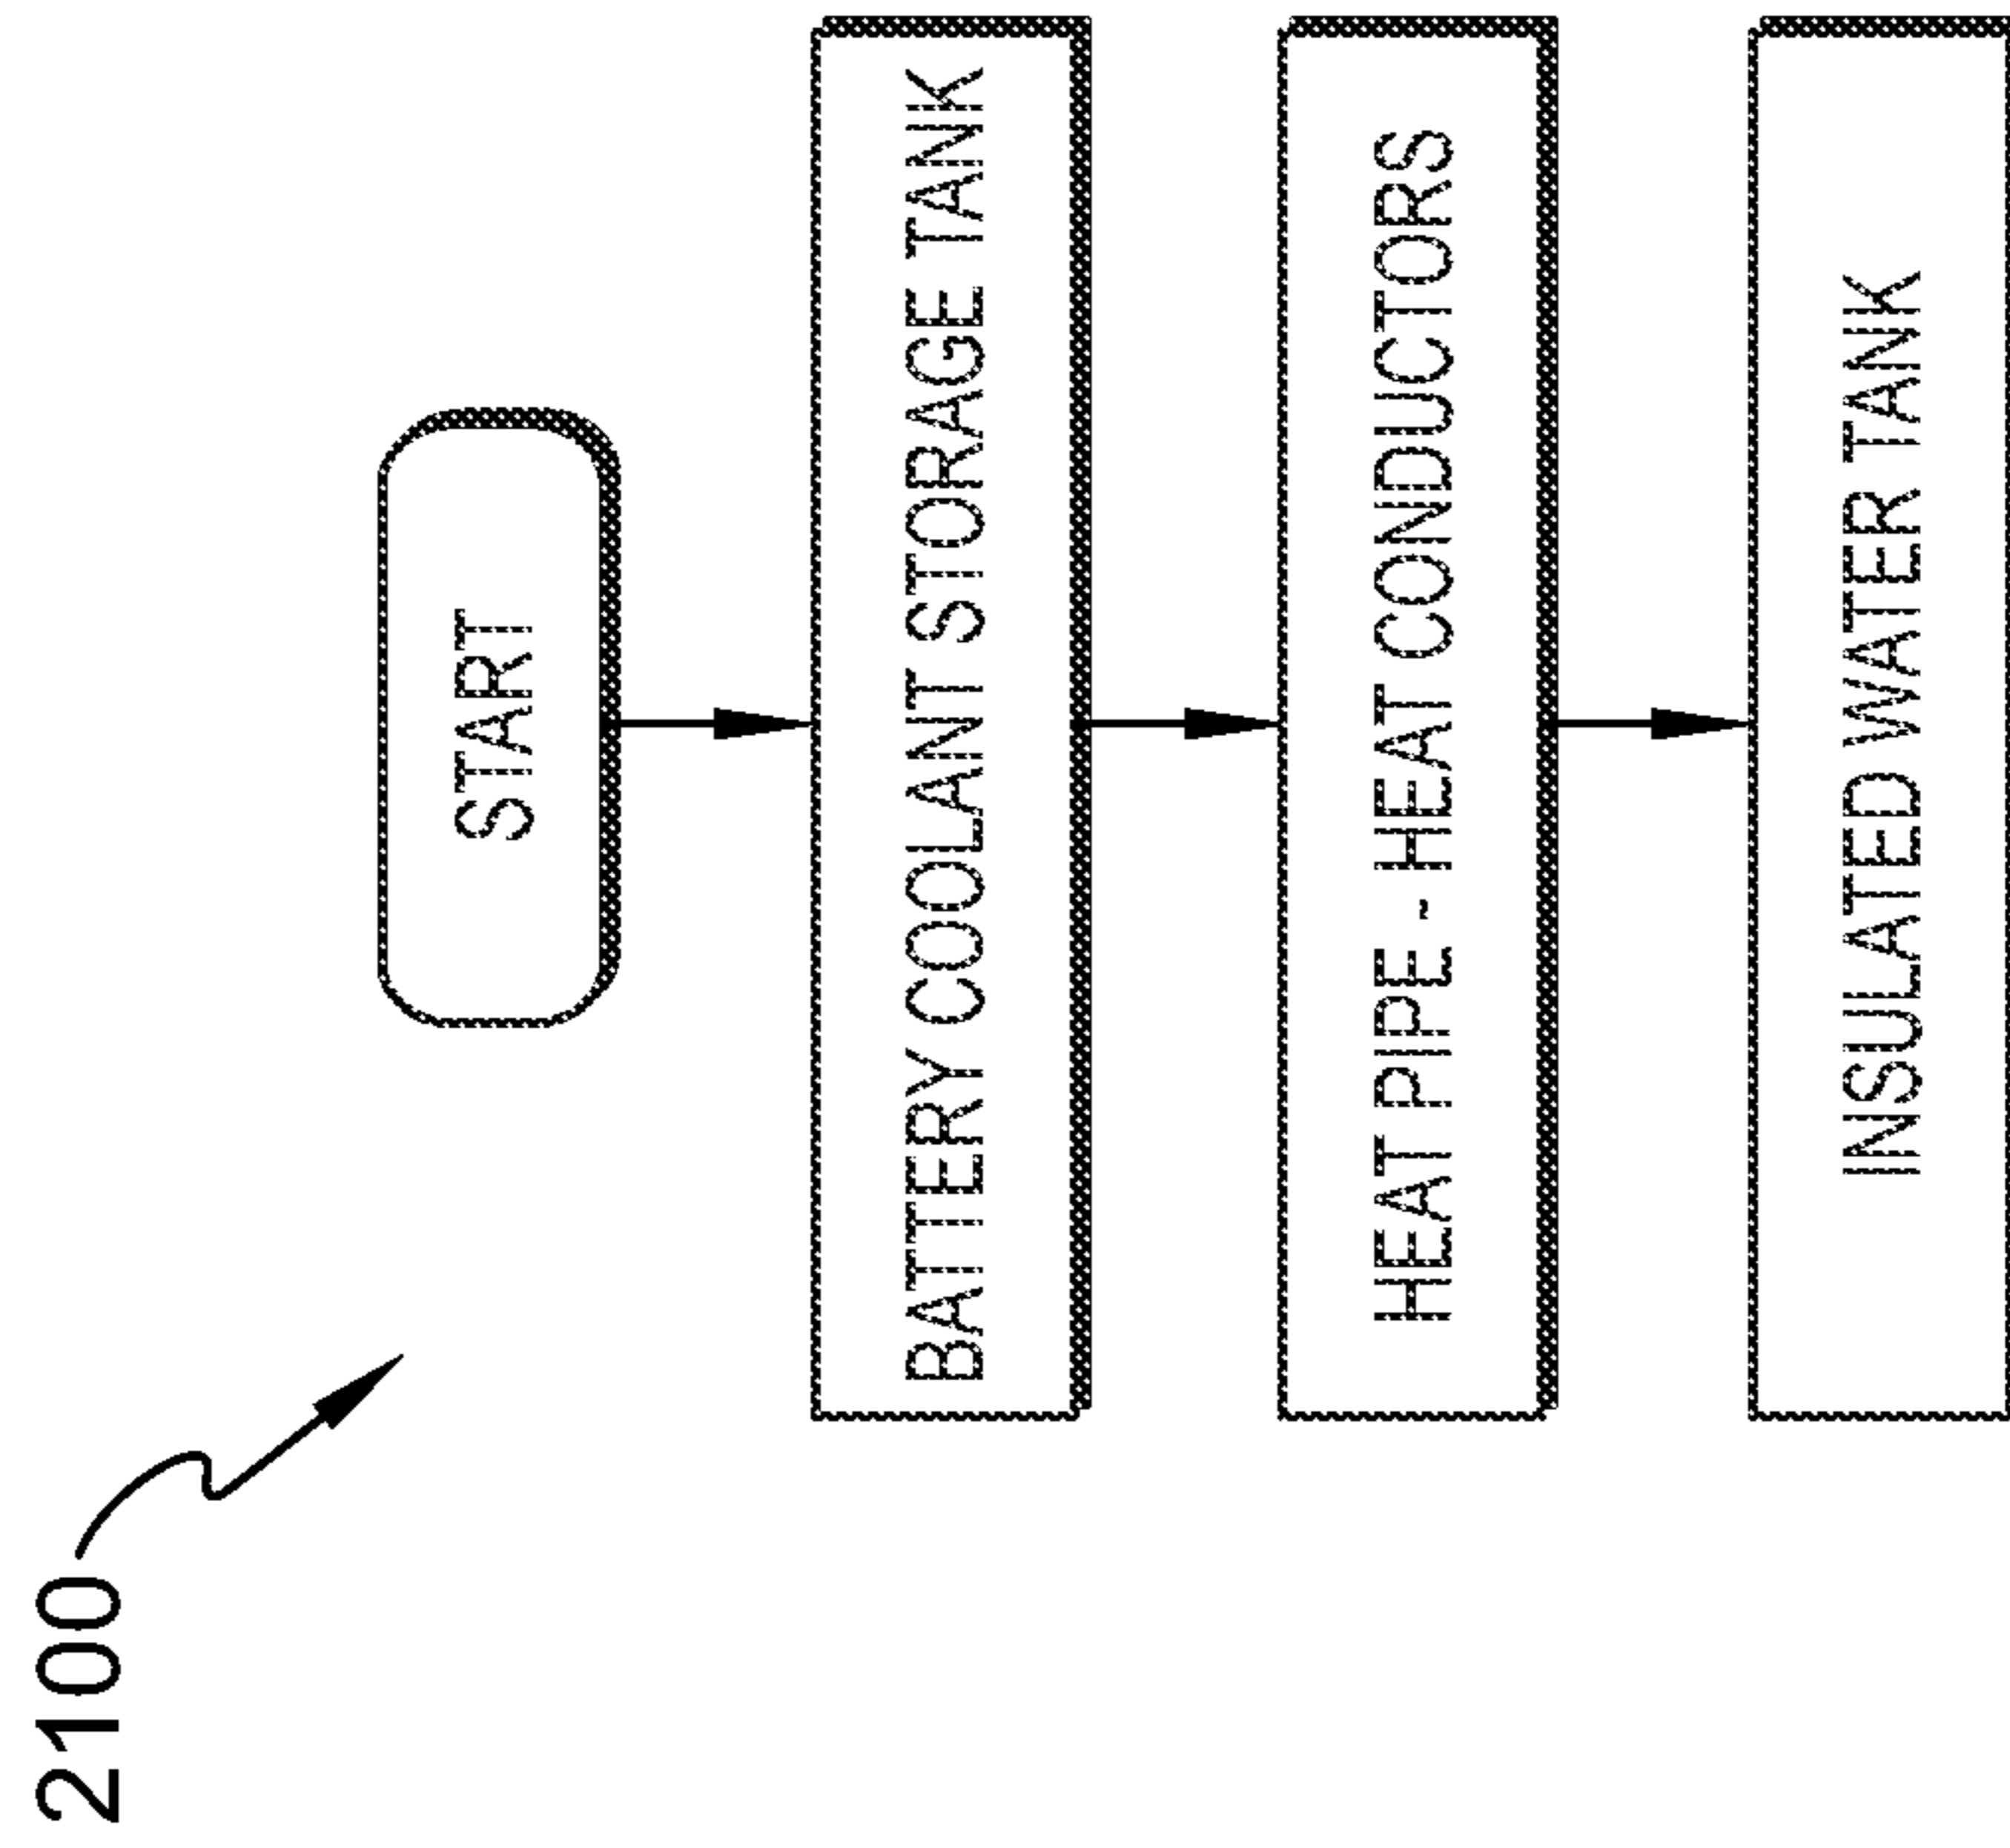 2100
START
BATTERY COOLANT STORAGE TANK
HEAT PIPE - HEAT CONDUCTORS
INSULATED WATER TANK